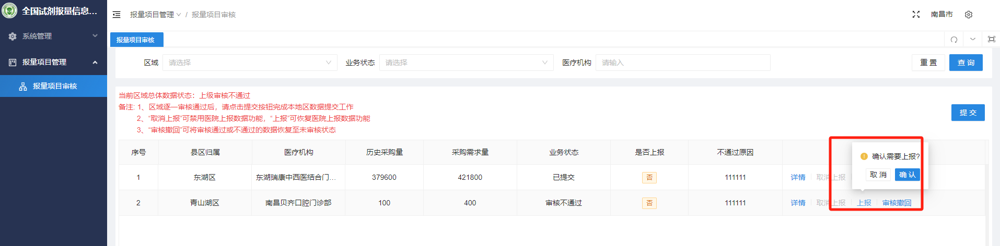 全国试剂报量信息...
报量项目管理 / 报量项目审核
南昌市
系统管理
报量项目审核
报量项目管理
区域 请选择 业务状态 请选择 医疗机构 请输入 重 置 查 询
报量项目审核
当前区域总体数据状态：上级审核不通过
备注: 1、区域逐一审核通过后，请点击提交按钮完成本地区数据提交工作
2、“取消上报”可禁用医院上报数据功能，“上报”可恢复医院上报数据功能
3、“审核撤回”可将审核通过或不通过的数据恢复至未审核状态
提 交
序号 县区归属 医疗机构 历史采购量 采购需求量 业务状态 是否上报 不通过原因
确认需要上报?
取 消 确 认
1 东湖区 东湖瑞康中西医结合门... 379600 421800 已提交 否 111111 详情 取消上报
2 青山湖区 南昌贝齐口腔门诊部 100 400 审核不通过 否 111111 详情 取消上报 上报 审核撤回